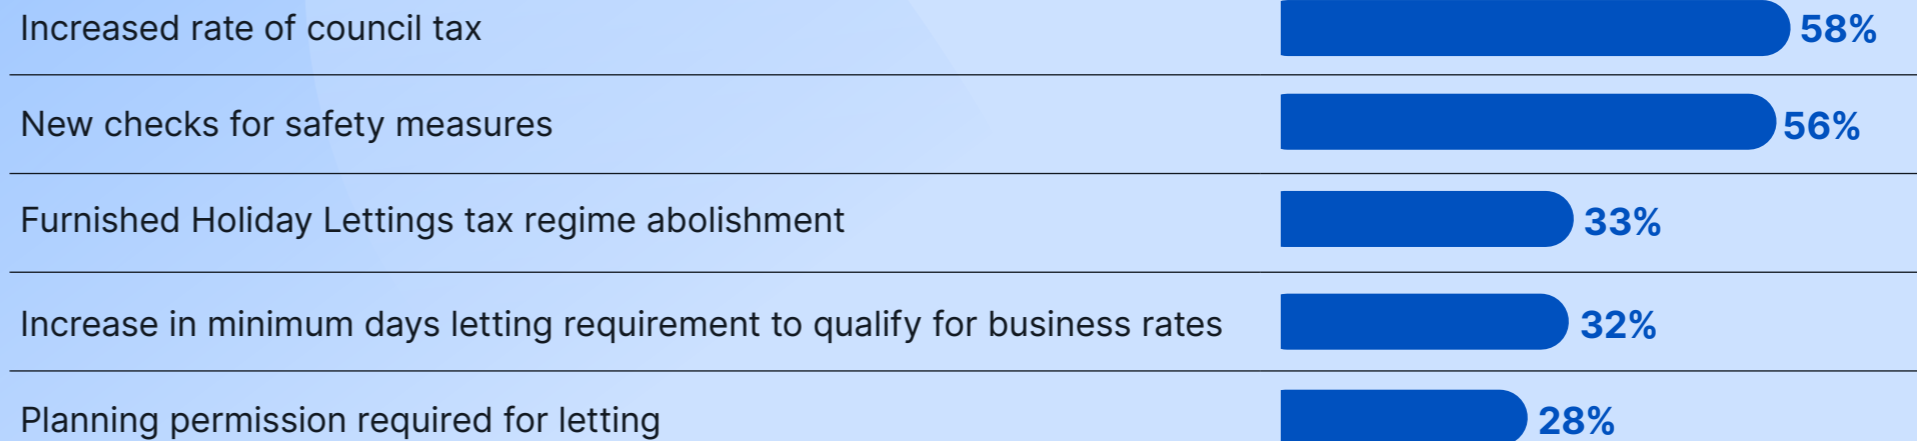 Increased rate of council tax 58%
New checks for safety measures 56%
Furnished Holiday Lettings tax regime abolishment 33%
Increase in minimum days letting requirement to qualify for business rates 32%
Planning permission required for letting 28%